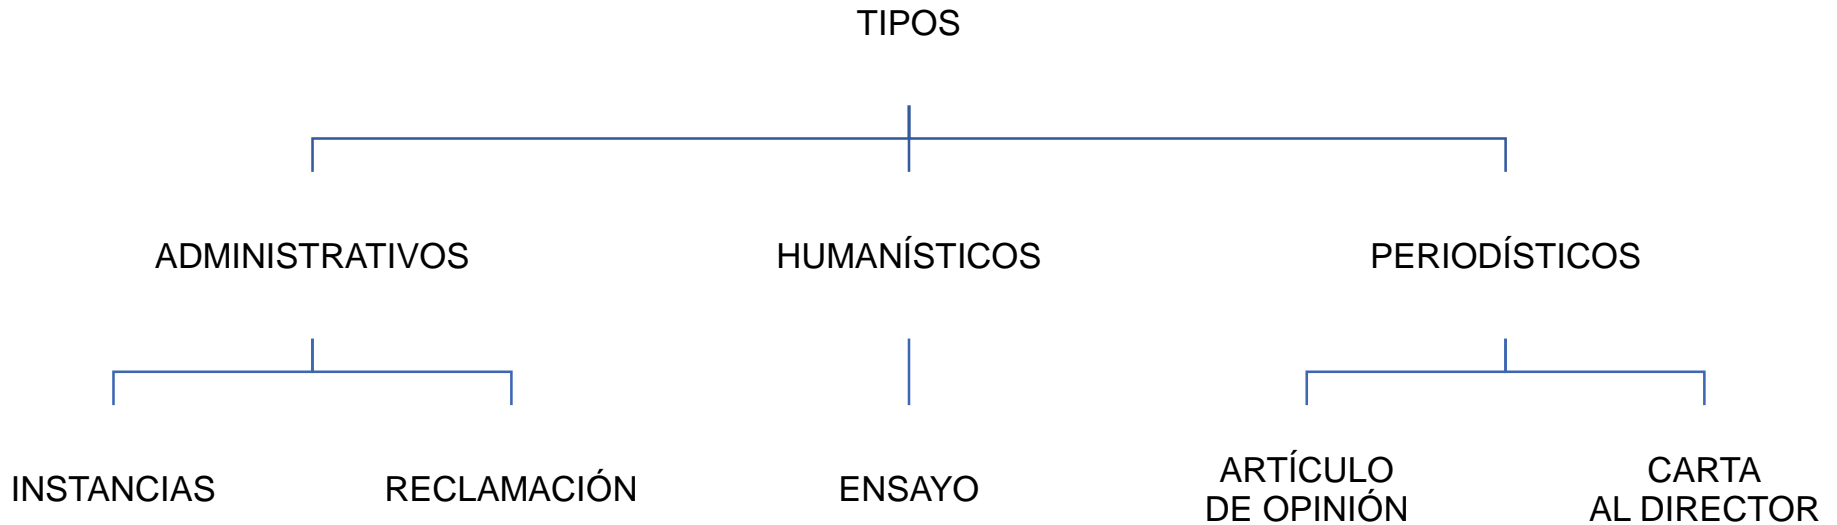 TIPOS
ADMINISTRATIVOS
HUMANÍSTICOS
PERIODÍSTICOS
INSTANCIAS
RECLAMACIÓN
ENSAYO
ARTÍCULO
DE OPINIÓN
CARTA
AL DIRECTOR